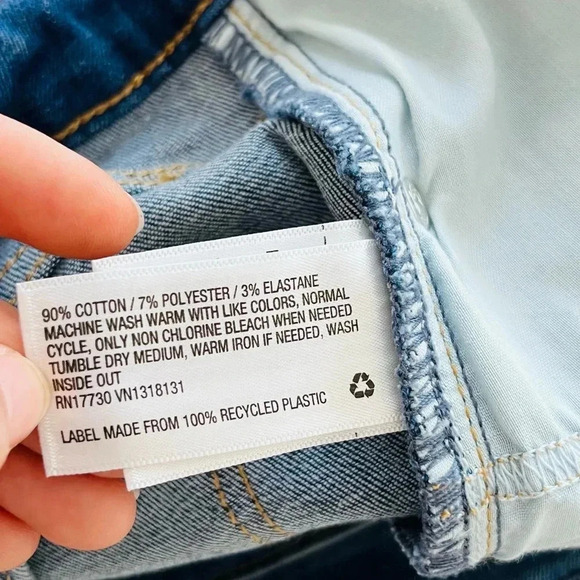 90% COTTON / 7% POLYESTER / 3% ELASTANE
MACHINE WASH WARM WITH LIKE COLORS, NORMAL
CYCLE, ONLY NON CHLORINE BLEACH WHEN NEEDED
TUMBLE DRY MEDIUM, WARM IRON IF NEEDED, WASH
INSIDE OUT
RN17730 VN1318131
LABEL MADE FROM 100% RECYCLED PLASTIC